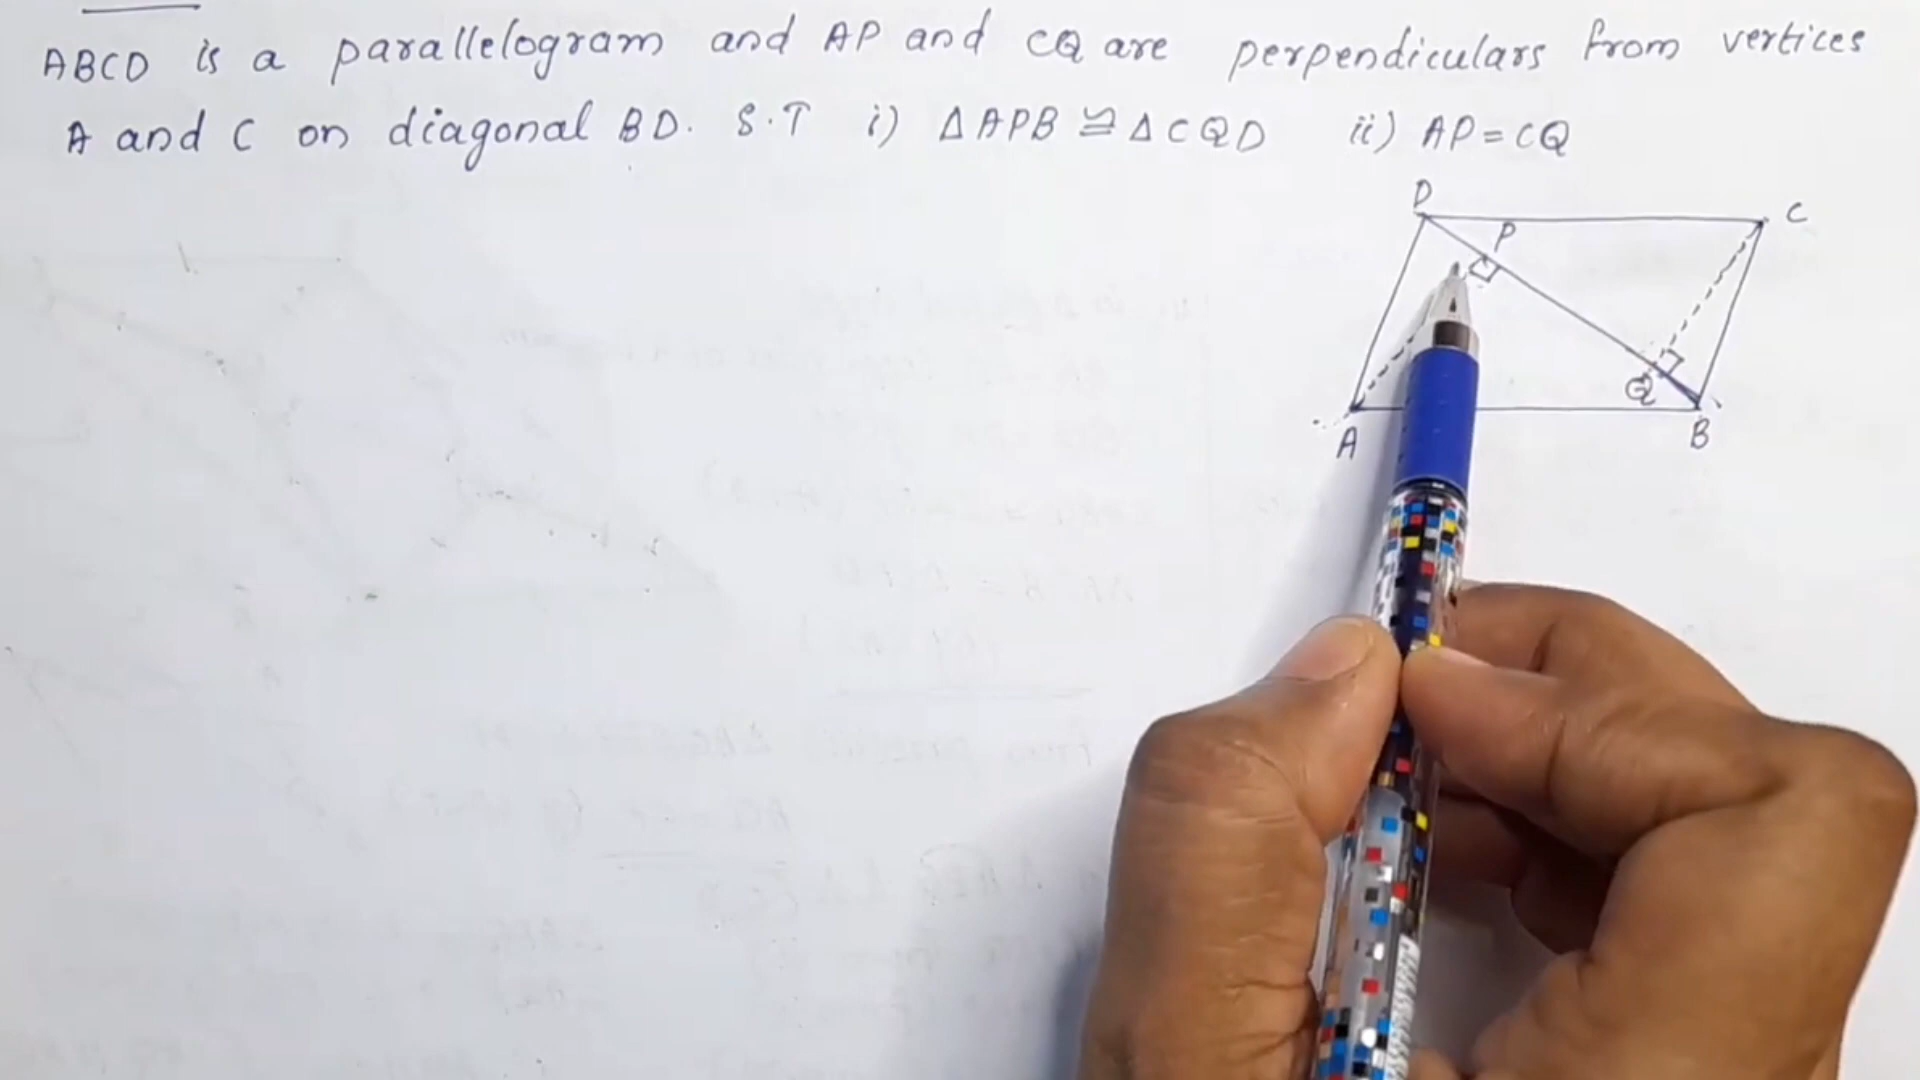 ABCD is a parallelogram and AP and CQ are perpendiculars from vertices
A and C on diagonal BD. S.T i) ΔAPB ≅ ΔCQD ii) AP = CQ
D
C
P
Q
A
B